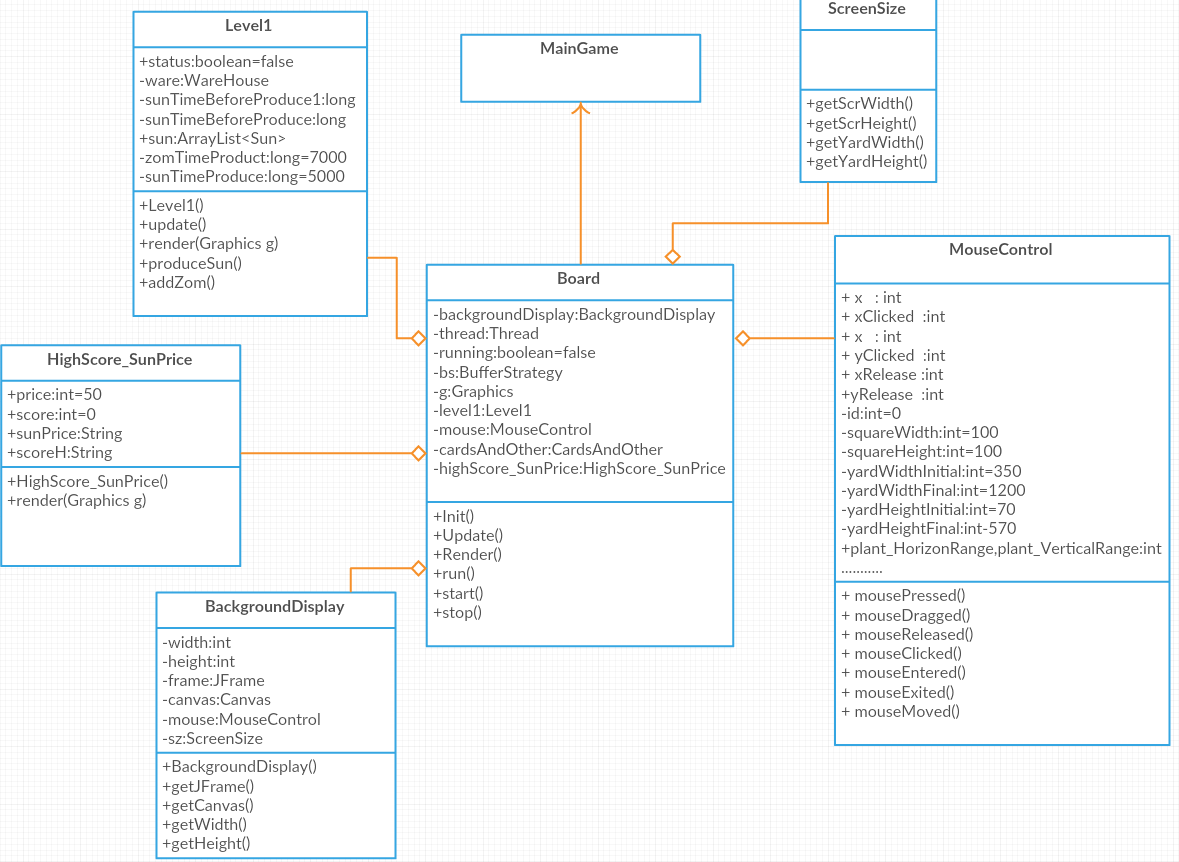 Level1
+status:boolean=false
-ware:WareHouse
-sunTimeBeforeProduce1:long
-sunTimeBeforeProduce:long
+sun:ArrayList<Sun>
-zomTimeProduct:long=7000
-sunTimeProduce:long=5000
+Level1()
+update()
+render(Graphics g)
+produceSun()
+addZom()
MainGame
ScreenSize
+getScrWidth()
+getScrHeight()
+getYardWidth()
+getYardHeight()
HighScore_SunPrice
+price:int=50
+score:int=0
+sunPrice:String
+scoreH:String
+HighScore_SunPrice()
+render(Graphics g)
Board
-backgroundDisplay:BackgroundDisplay
-thread:Thread
-running:boolean=false
-bs:BufferStrategy
-g:Graphics
-level1:Level1
-mouse:MouseControl
-cardsAndOther:CardsAndOther
-highScore_SunPrice:HighScore_SunPrice
+Init()
+Update()
+Render()
+run()
+start()
+stop()
MouseControl
+ x : int
+ xClicked :int
+ x : int
+ yClicked :int
+ xRelease :int
+yRelease :int
-id:int=0
-squareWidth:int=100
-squareHeight:int=100
-yardWidthInitial:int=350
-yardWidthFinal:int=1200
-yardHeightInitial:int=70
-yardHeightFinal:int-570
+plant_HorizonRange,plant_VerticalRange:int
...........
+ mousePressed()
+ mouseDragged()
+ mouseReleased()
+ mouseClicked()
+ mouseEntered()
+ mouseExited()
+ mouseMoved()
BackgroundDisplay
-width:int
-height:int
-frame:JFrame
-canvas:Canvas
-mouse:MouseControl
-sz:ScreenSize
+BackgroundDisplay()
+getJFrame()
+getCanvas()
+getWidth()
+getHeight()